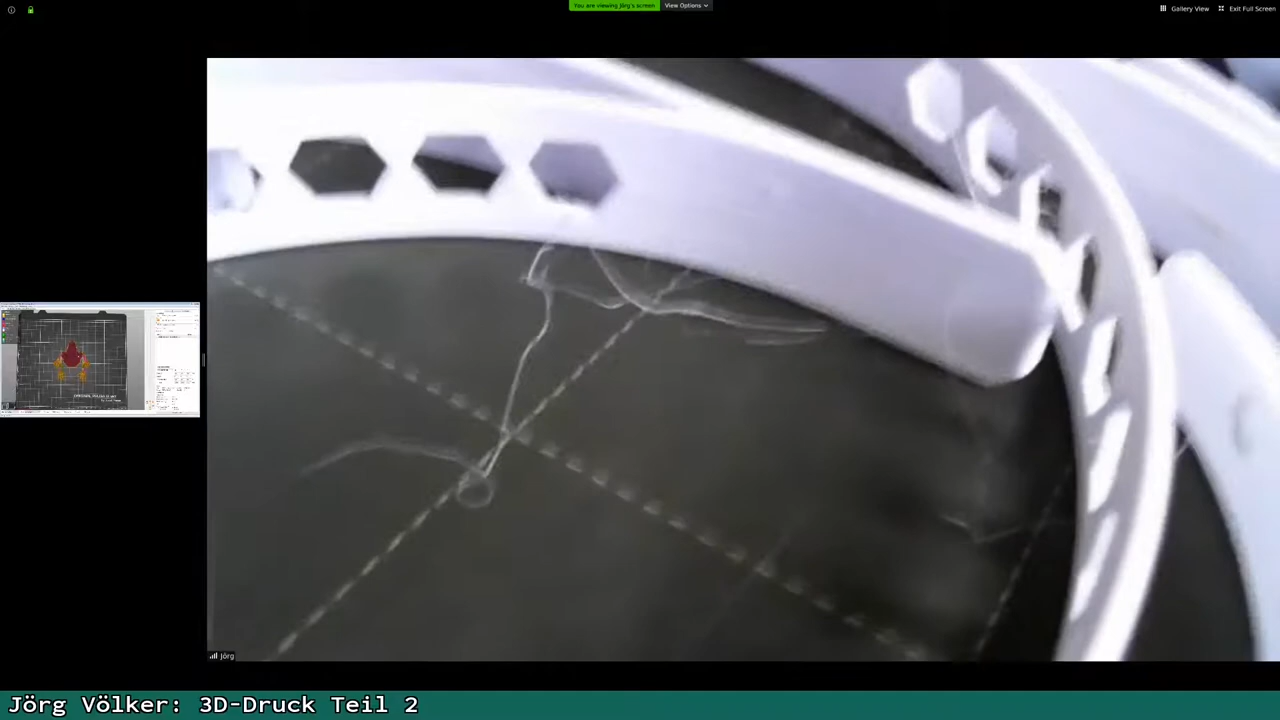 You are viewing Jörg's screen
View Options
Gallery View
Exit Full Screen
Jörg
Jörg Völker: 3D-Druck Teil 2